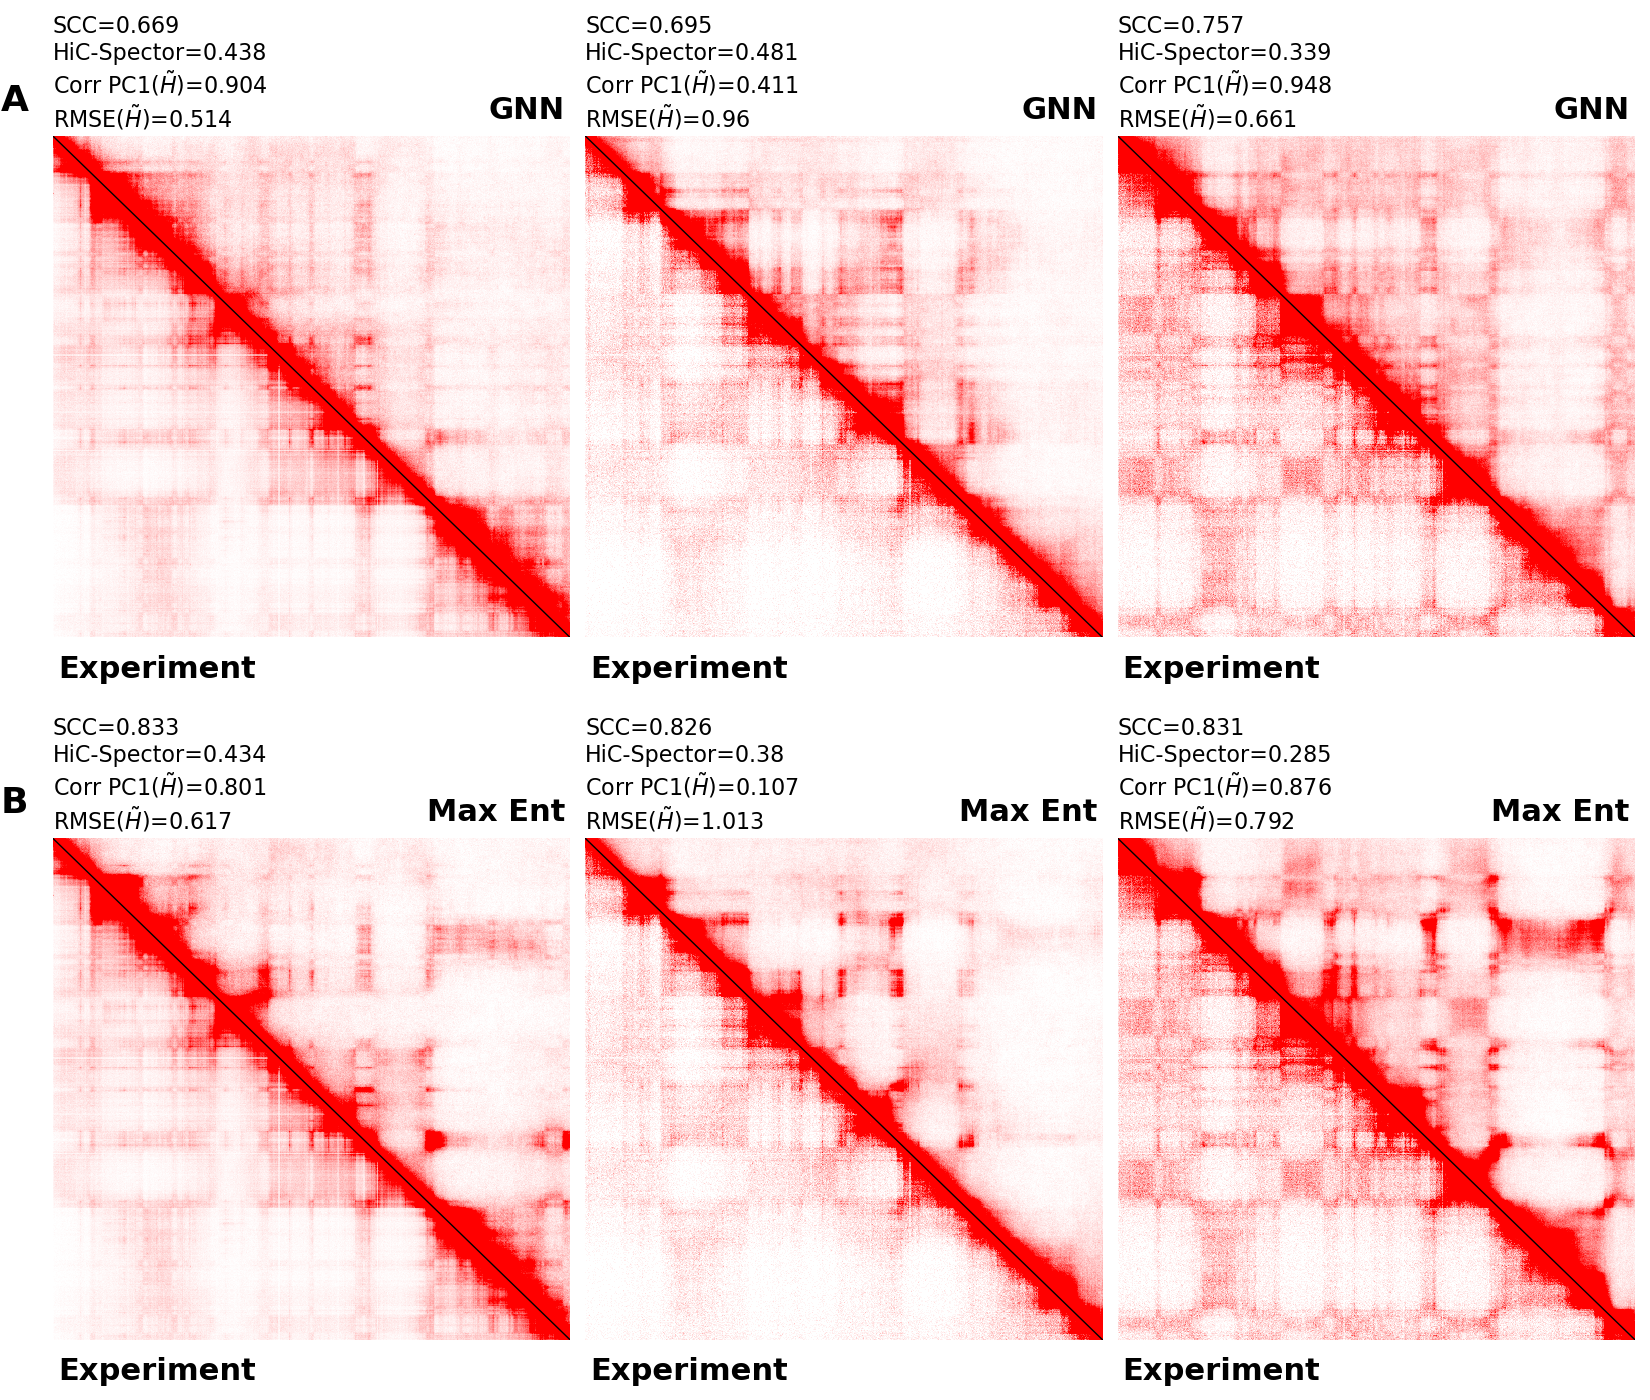 SCC=0.669
HiC-Spector=0.438
Corr PC1(H̃)=0.904
RMSE(H̃)=0.514
A
GNN
SCC=0.695
HiC-Spector=0.481
Corr PC1(H̃)=0.411
RMSE(H̃)=0.96
GNN
SCC=0.757
HiC-Spector=0.339
Corr PC1(H̃)=0.948
RMSE(H̃)=0.661
GNN
Experiment
Experiment
Experiment
SCC=0.833
HiC-Spector=0.434
Corr PC1(H̃)=0.801
RMSE(H̃)=0.617
B
Max Ent
SCC=0.826
HiC-Spector=0.38
Corr PC1(H̃)=0.107
RMSE(H̃)=1.013
Max Ent
SCC=0.831
HiC-Spector=0.285
Corr PC1(H̃)=0.876
RMSE(H̃)=0.792
Max Ent
Experiment
Experiment
Experiment